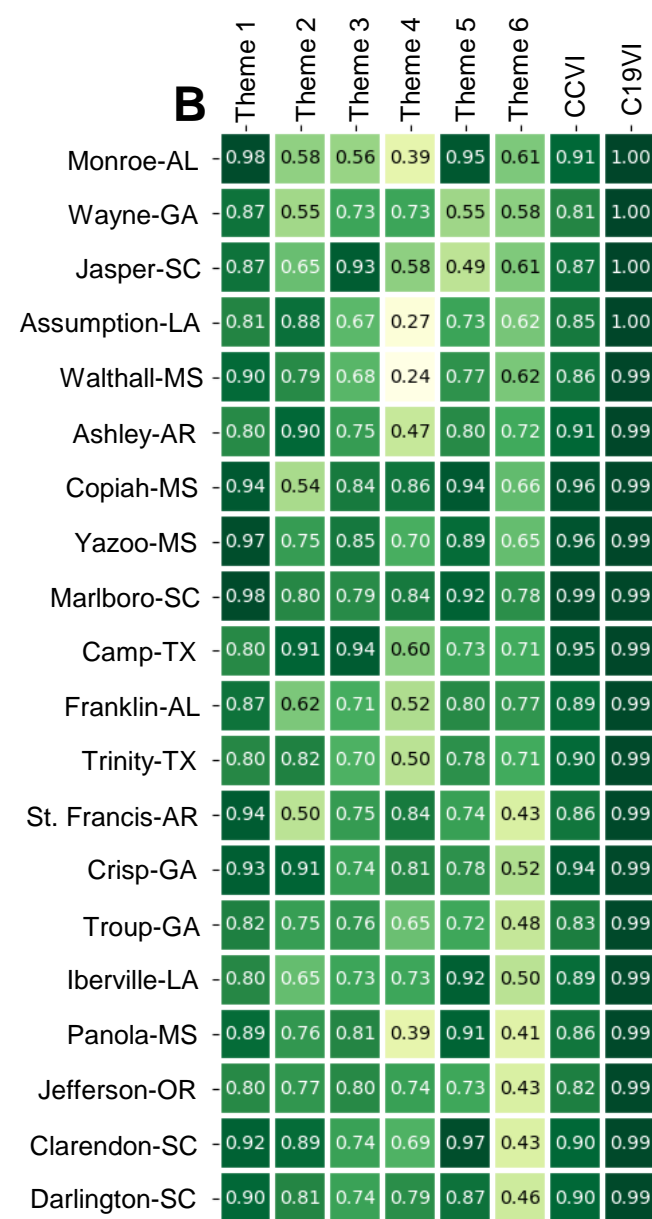 B - Theme 1 - Theme 2 - Theme 3 - Theme 4 - Theme 5 - Theme 6 - CCVI - C19VI
Monroe-AL - 0.98 0.58 0.56 0.39 0.95 0.61 0.91 1.00
Wayne-GA - 0.87 0.55 0.73 0.73 0.55 0.58 0.81 1.00
Jasper-SC - 0.87 0.65 0.93 0.58 0.49 0.61 0.87 1.00
Assumption-LA - 0.81 0.88 0.67 0.27 0.73 0.62 0.85 1.00
Walthall-MS - 0.90 0.79 0.68 0.24 0.77 0.62 0.86 0.99
Ashley-AR - 0.80 0.90 0.75 0.47 0.80 0.72 0.91 0.99
Copiah-MS - 0.94 0.54 0.84 0.86 0.94 0.66 0.96 0.99
Yazoo-MS - 0.97 0.75 0.85 0.70 0.89 0.65 0.96 0.99
Marlboro-SC - 0.98 0.80 0.79 0.84 0.92 0.78 0.99 0.99
Camp-TX - 0.80 0.91 0.94 0.60 0.73 0.71 0.95 0.99
Franklin-AL - 0.87 0.62 0.71 0.52 0.80 0.77 0.89 0.99
Trinity-TX - 0.80 0.82 0.70 0.50 0.78 0.71 0.90 0.99
St. Francis-AR - 0.94 0.50 0.75 0.84 0.74 0.43 0.86 0.99
Crisp-GA - 0.93 0.91 0.74 0.81 0.78 0.52 0.94 0.99
Troup-GA - 0.82 0.75 0.76 0.65 0.72 0.48 0.83 0.99
Iberville-LA - 0.80 0.65 0.73 0.73 0.92 0.50 0.89 0.99
Panola-MS - 0.89 0.76 0.81 0.39 0.91 0.41 0.86 0.99
Jefferson-OR - 0.80 0.77 0.80 0.74 0.73 0.43 0.82 0.99
Clarendon-SC - 0.92 0.89 0.74 0.69 0.97 0.43 0.90 0.99
Darlington-SC - 0.90 0.81 0.74 0.79 0.87 0.46 0.90 0.99